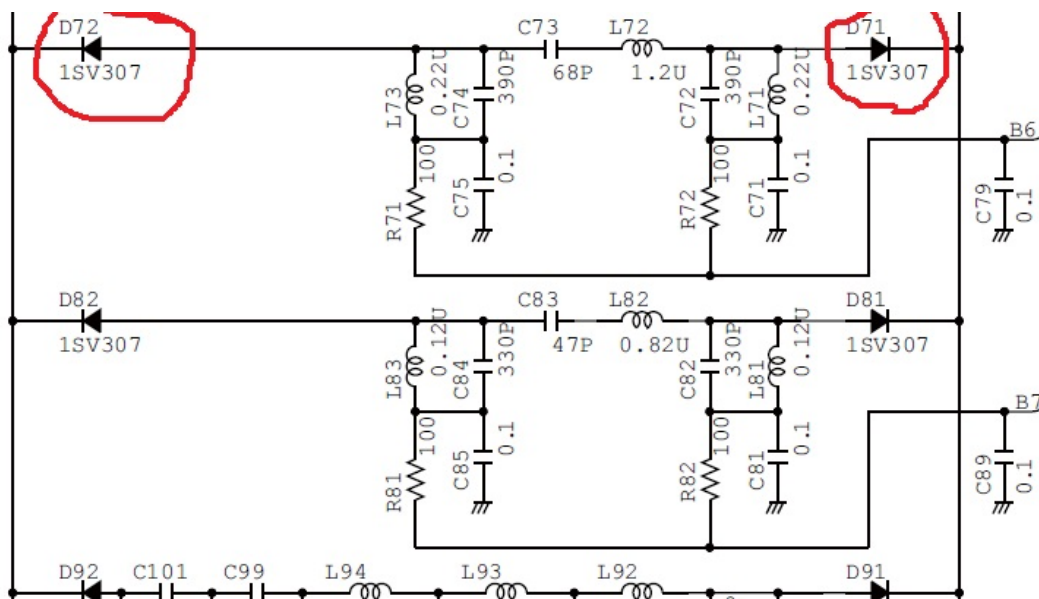 D72
1SV307
C73
68P
L72
1.2U
D71
1SV307
L73
0.22U
C74
390P
C72
390P
L71
0.22U
R71
100
C75
0.1
R72
100
C71
0.1
B6
C79
0.1
D82
1SV307
C83
47P
L82
0.82U
D81
1SV307
L83
0.12U
C84
330P
C82
330P
L81
0.12U
R81
100
C85
0.1
R82
100
C81
0.1
B7
C89
0.1
D92
C101
C99
L94
L93
L92
D91